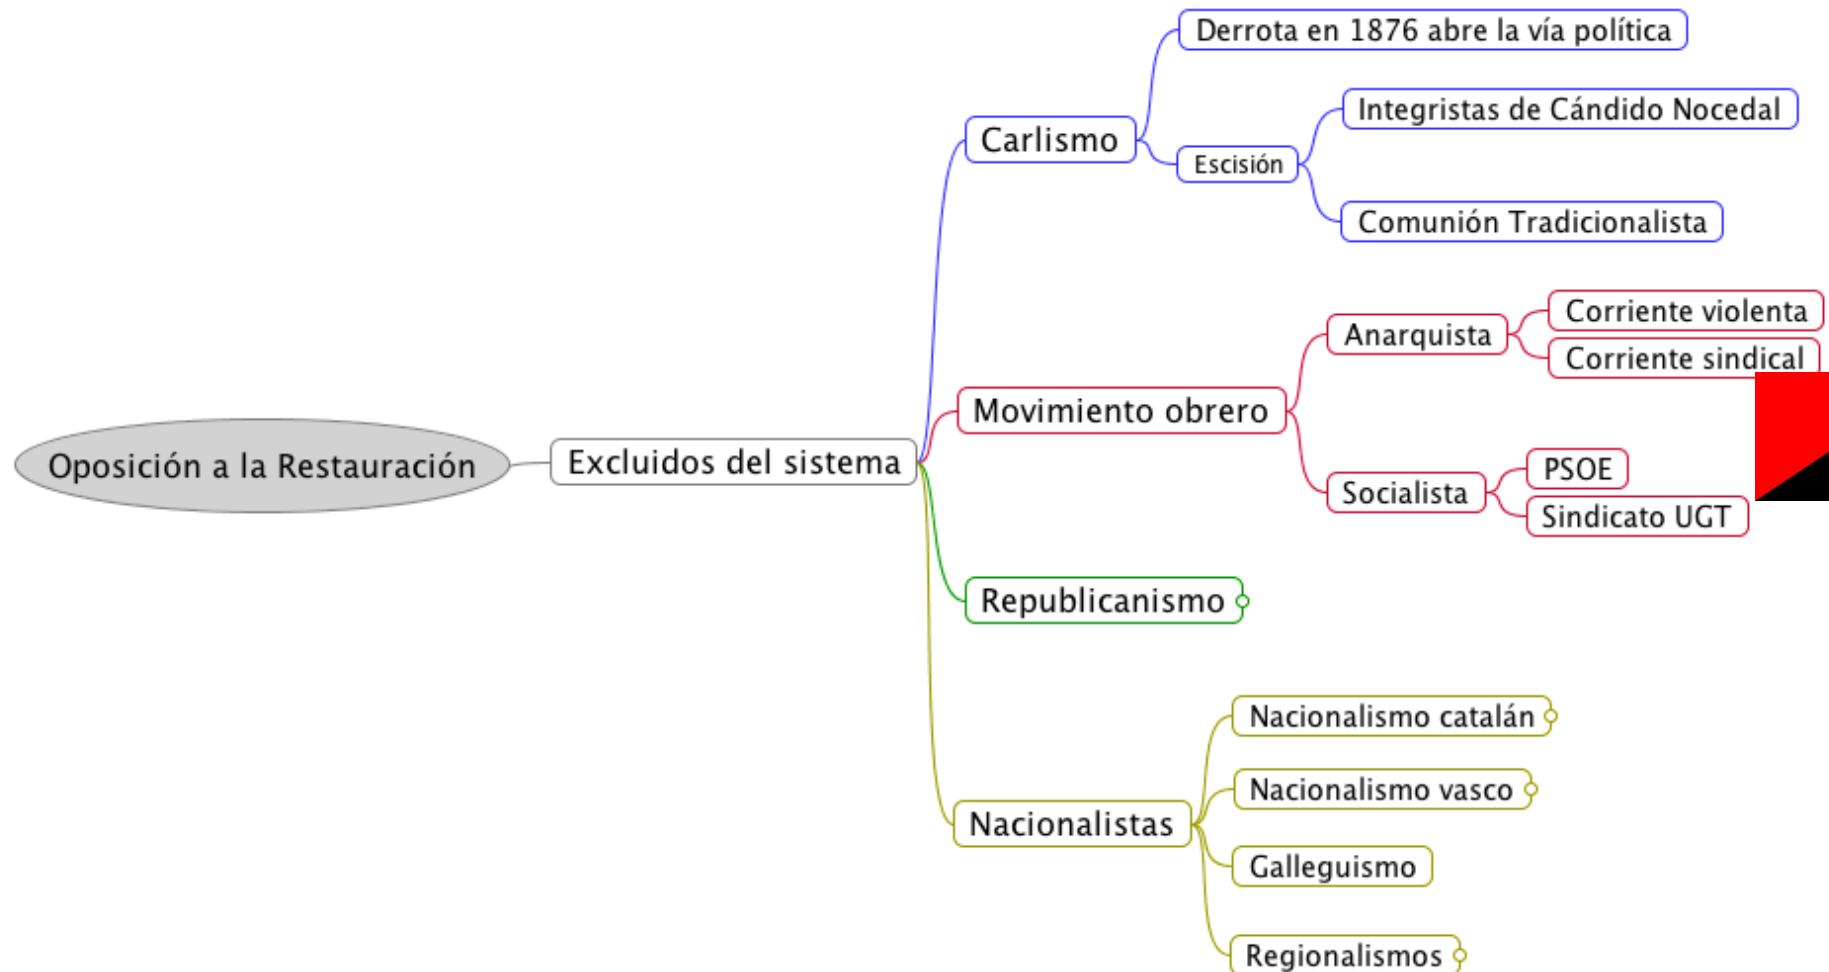 Oposición a la Restauración
Excluidos del sistema
Carlismo
Derrota en 1876 abre la vía política
Escisión
Integristas de Cándido Nocedal
Comunión Tradicionalista
Movimiento obrero
Anarquista
Corriente violenta
Corriente sindical
Socialista
PSOE
Sindicato UGT
Republicanismo
Nacionalistas
Nacionalismo catalán
Nacionalismo vasco
Galleguismo
Regionalismos